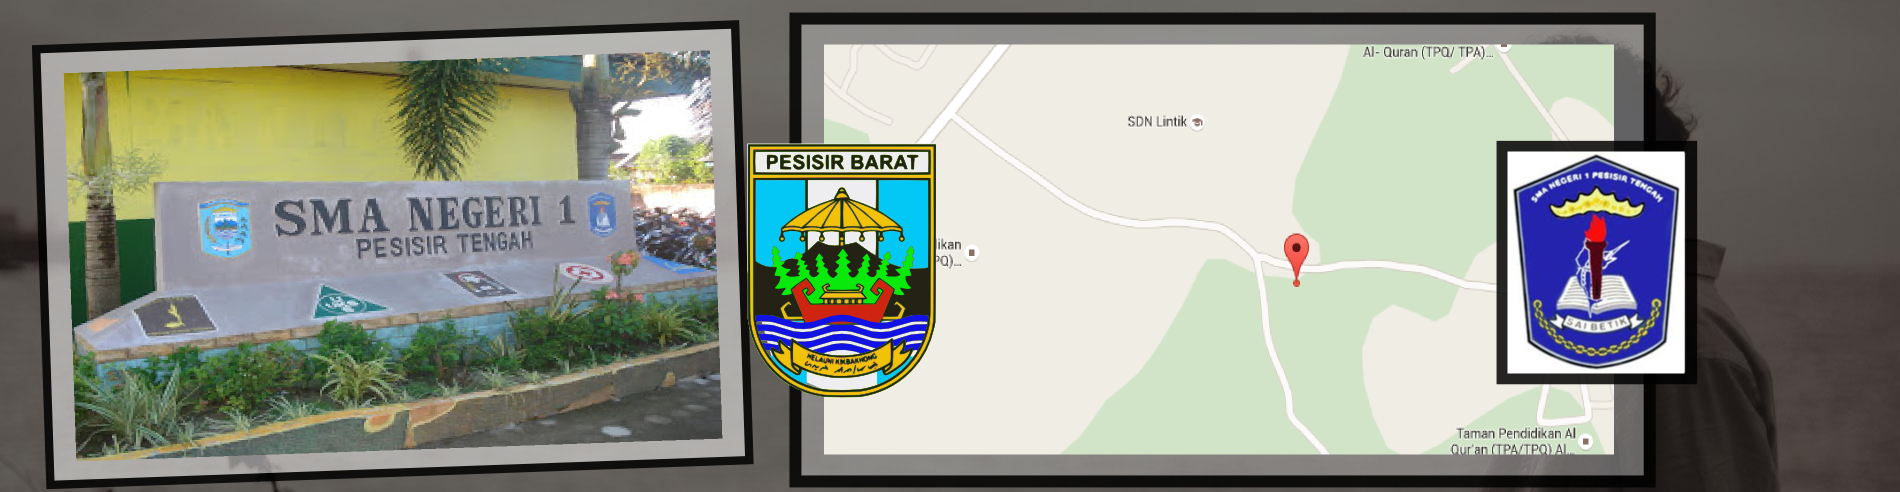 SMA NEGERI 1
PESISIR TENGAH
PESISIR BARAT
HELAUNI KIBBAKHONG
Al- Quran (TPQ/ TPA)...
SDN Lintik
ikan
PQ)...
SMA NEGERI 1 PESISIR TENGAH
SAI BETIK
Taman Pendidikan Al
Qur'an (TPA/TPQ) Al...